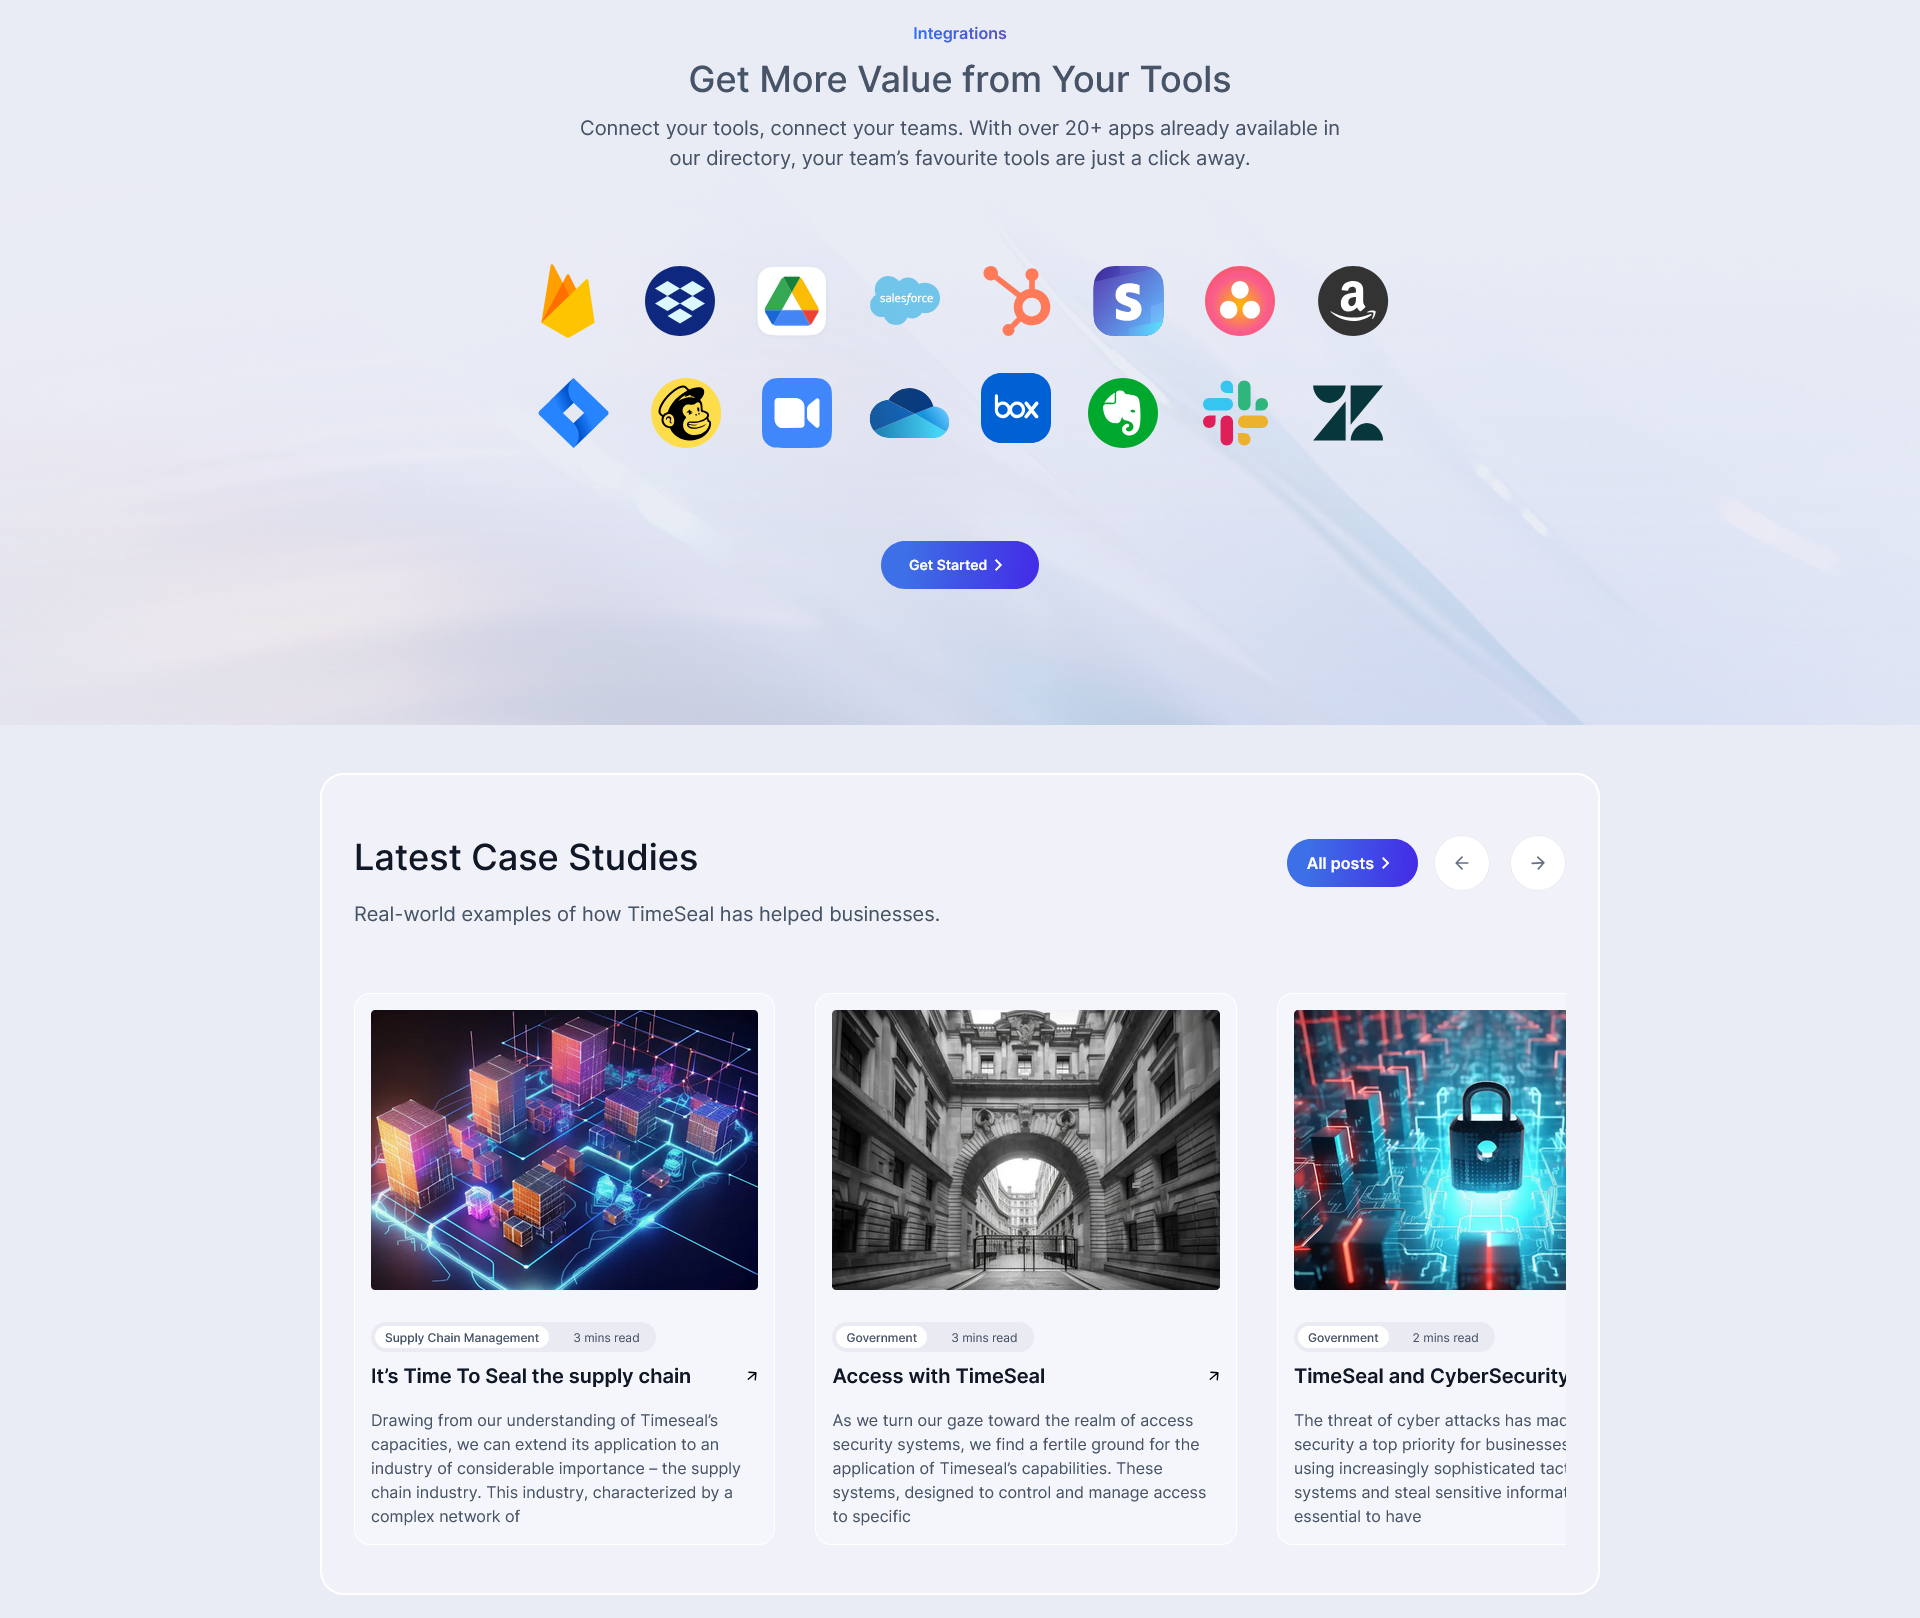 Integrations
Get More Value from Your Tools
Connect your tools, connect your teams. With over 20+ apps already available in
our directory, your team’s favourite tools are just a click away.
salesforce
S
a
box
Get Started
Latest Case Studies
All posts
Real-world examples of how TimeSeal has helped businesses.
Supply Chain Management
3 mins read
It’s Time To Seal the supply chain
Drawing from our understanding of Timeseal’s
capacities, we can extend its application to an
industry of considerable importance – the supply
chain industry. This industry, characterized by a
complex network of
Government
3 mins read
Access with TimeSeal
As we turn our gaze toward the realm of access
security systems, we find a fertile ground for the
application of Timeseal’s capabilities. These
systems, designed to control and manage access
to specific
Government
2 mins read
TimeSeal and CyberSecurity
The threat of cyber attacks has mad
security a top priority for businesses
using increasingly sophisticated tact
systems and steal sensitive informat
essential to have